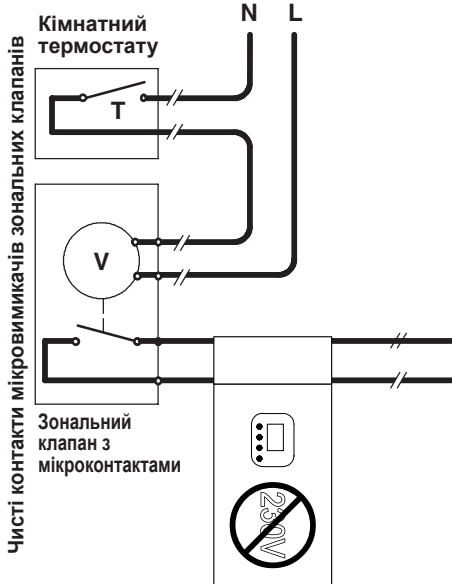 Чисті контакти мікровимикачів зональних клапанів
Кімнатний
термостату
N L
T
V
Зональний
клапан з
мікроконтактами
230V